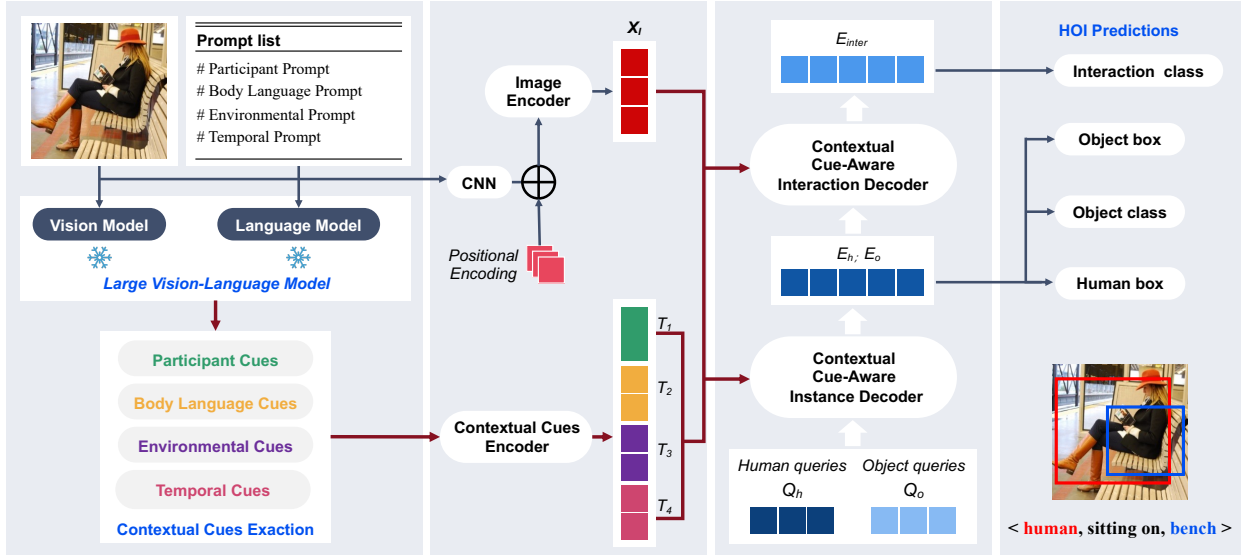 Prompt list
# Participant Prompt
# Body Language Prompt
# Environmental Prompt
# Temporal Prompt
Vision Model
Language Model
Large Vision-Language Model
Participant Cues
Body Language Cues
Environmental Cues
Temporal Cues
Contextual Cues Exaction
X_I
Image
Encoder
CNN
Positional
Encoding
Contextual Cues
Encoder
T_1
T_2
T_3
T_4
E_inter
Contextual
Cue-Aware
Interaction Decoder
E_h; E_o
Contextual
Cue-Aware
Instance Decoder
Human queries
Q_h
Object queries
Q_o
HOI Predictions
Interaction class
Object box
Object class
Human box
< human, sitting on, bench >